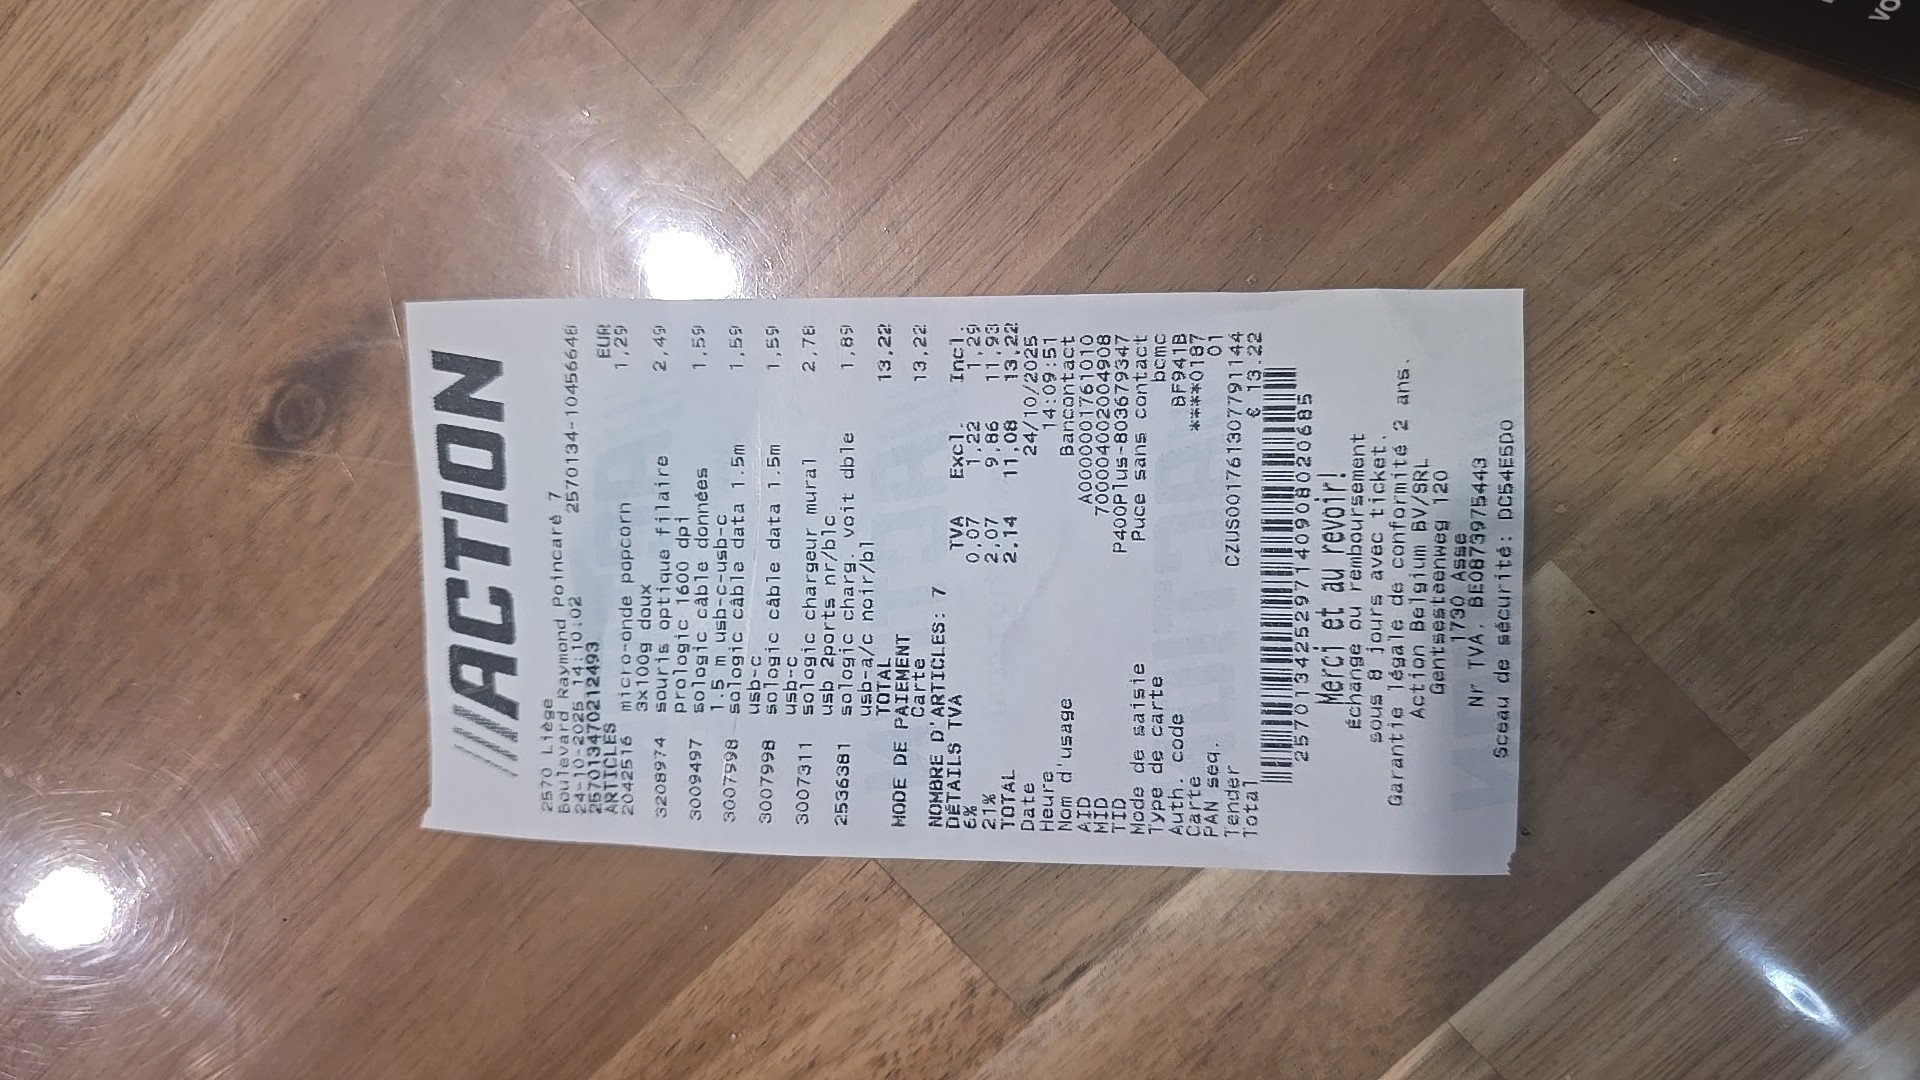 ///ACTION
2570 Liège
Boulevard Raymond Poincaré 7
24-10-2025 14:10:02 2570134-10456648
257013470212493
ARTICLES EUR
2042516 micro-onde popcorn 1,29
3x100g doux
3208974 souris optique filaire 2,49
prologic 1600 dpi
3009497 sologic câble données 1,59
1.5 m usb-c-usb-c
3007998 sologic câble data 1.5m 1,59
usb-c
3007998 sologic câble data 1.5m 1,59
usb-c
3007311 sologic chargeur mural 2,78
usb 2ports nr/blc
2536381 sologic charg. voit dble 1,89
usb-a/c noir/bl
TOTAL 13,22
MODE DE PAIEMENT
Carte 13,22
NOMBRE D'ARTICLES: 7
DÉTAILS TVA TVA Excl. Incl.
6% 0,07 1,22 1,29
21% 2,07 9,86 11,93
TOTAL 2,14 11,08 13,22
Date 24/10/2025
Heure 14:09:51
Nom d'usage Bancontact
AID A0000001761010
MID 70000400200​4908
TID P400Plus-803679347
Mode de saisie Puce sans contact
Type de carte bcmc
Auth. code BF941B
Carte ****0187
PAN seq. 01
Tender CZUS001761307791144
Total € 13.22
25701342529714090802​0685
Merci et au revoir!
Échange ou remboursement
sous 8 jours avec ticket.
Garantie légale de conformité 2 ans.
Action Belgium BV/SRL
Gentsesteenweg 120
1730 Asse
Nr TVA. BE0873975443
Sceau de sécurité: DC54E5D0